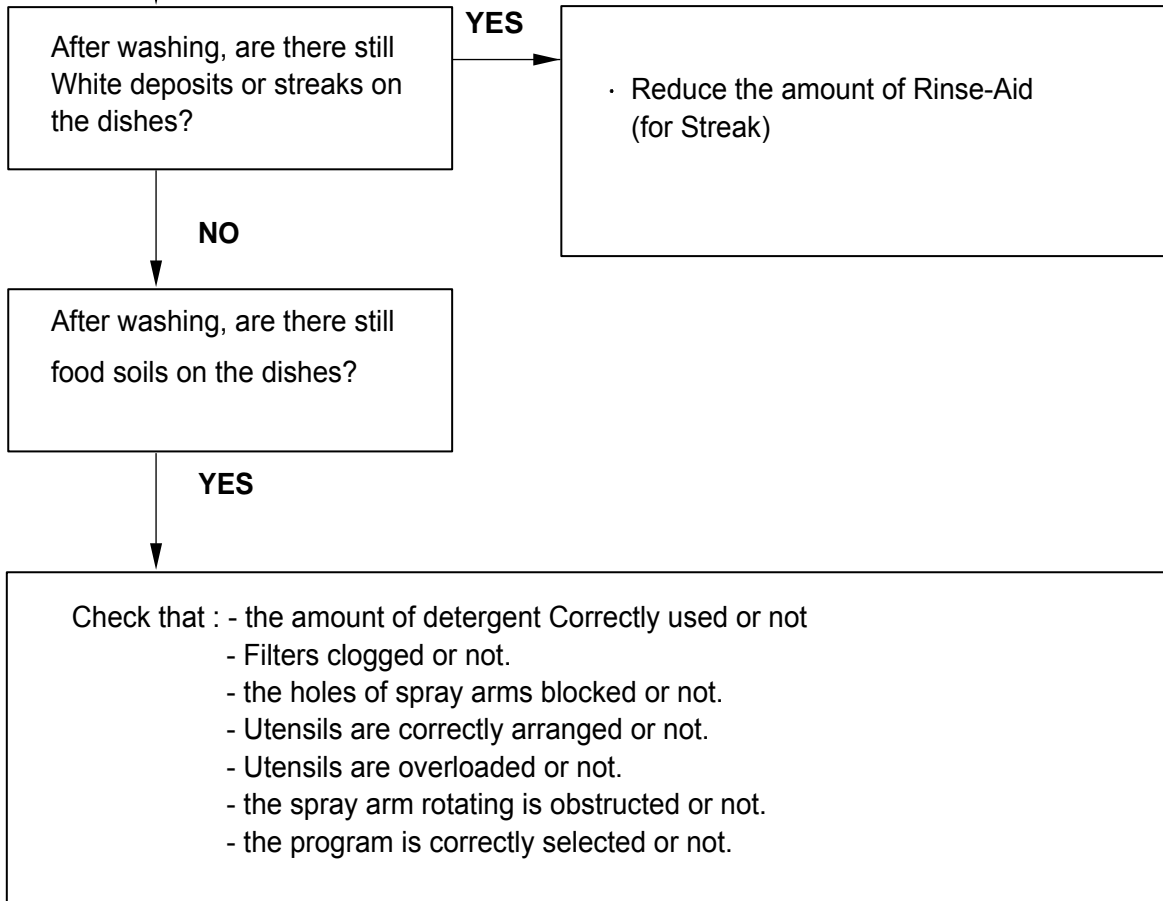 After washing, are there still
White deposits or streaks on
the dishes?
YES
· Reduce the amount of Rinse-Aid
(for Streak)
NO
After washing, are there still
food soils on the dishes?
YES
Check that : - the amount of detergent Correctly used or not
- Filters clogged or not.
- the holes of spray arms blocked or not.
- Utensils are correctly arranged or not.
- Utensils are overloaded or not.
- the spray arm rotating is obstructed or not.
- the program is correctly selected or not.